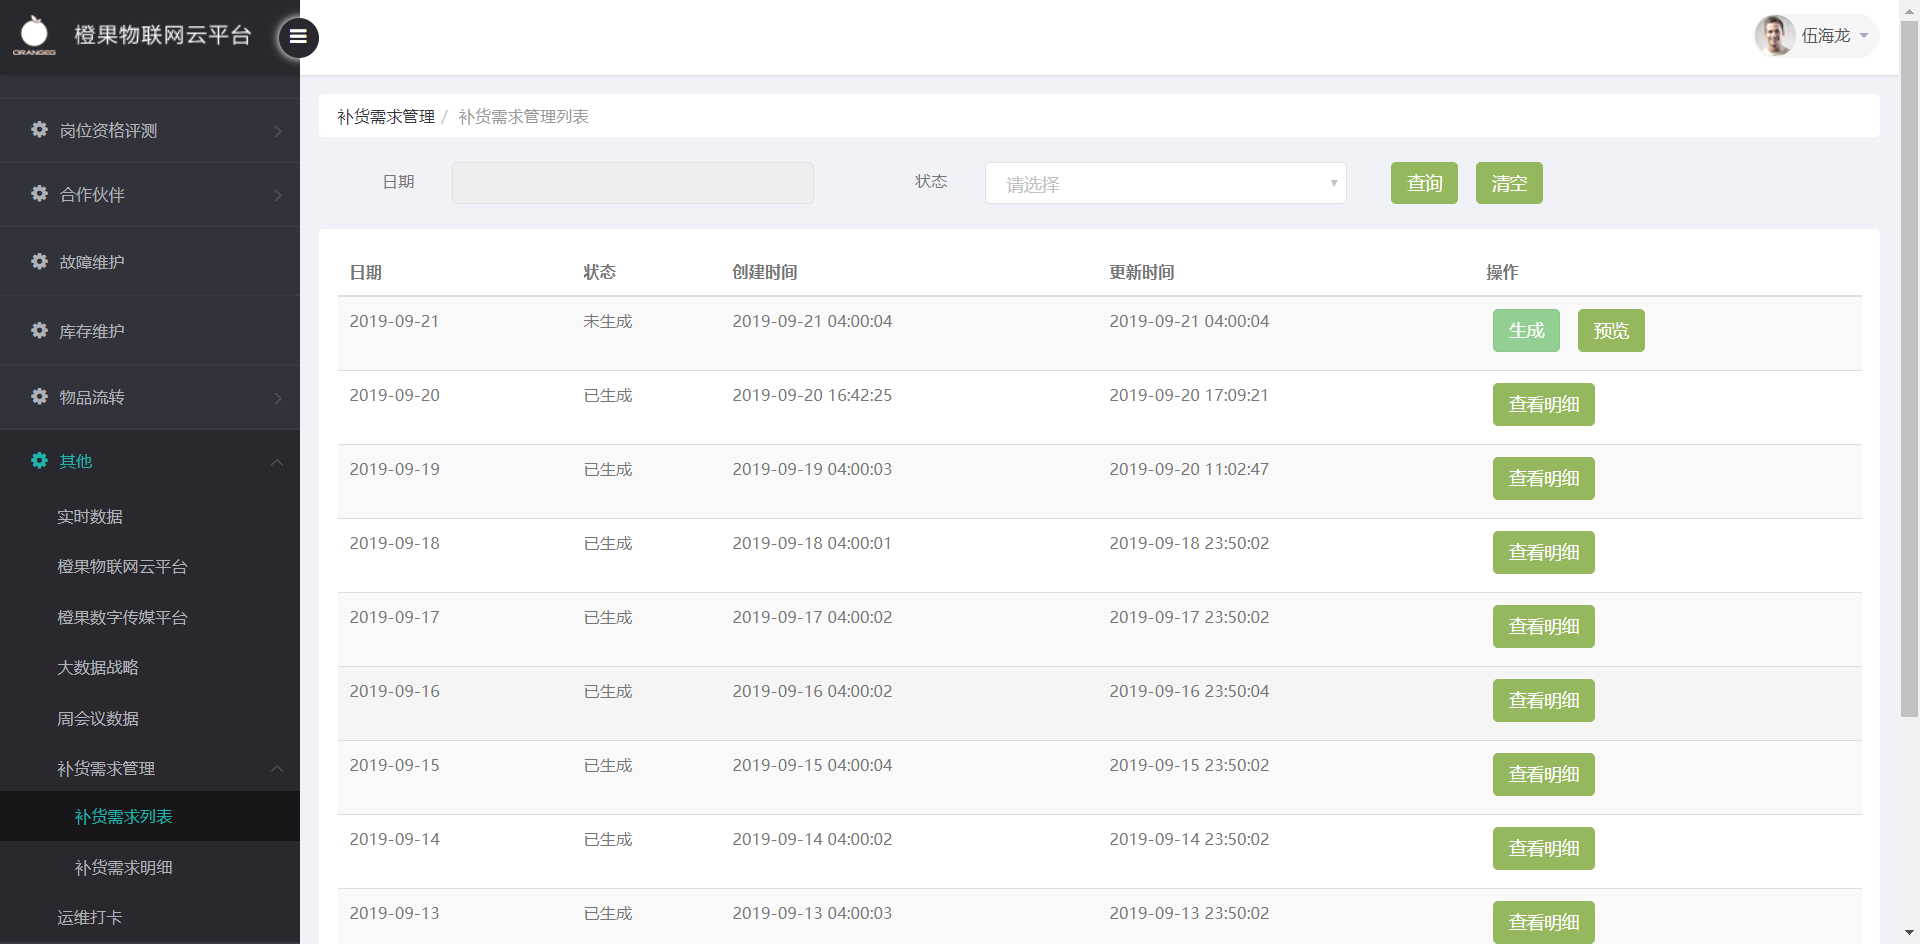 ORANGEG
橙果物联网云平台
伍海龙
岗位资格评测
合作伙伴
故障维护
库存维护
物品流转
其他
实时数据
橙果物联网云平台
橙果数字传媒平台
大数据战略
周会议数据
补货需求管理
补货需求列表
补货需求明细
运维打卡
补货需求管理 / 补货需求管理列表
日期 状态 请选择 查询 清空
日期 状态 创建时间 更新时间 操作
2019-09-21 未生成 2019-09-21 04:00:04 2019-09-21 04:00:04 生成 预览
2019-09-20 已生成 2019-09-20 16:42:25 2019-09-20 17:09:21 查看明细
2019-09-19 已生成 2019-09-19 04:00:03 2019-09-20 11:02:47 查看明细
2019-09-18 已生成 2019-09-18 04:00:01 2019-09-18 23:50:02 查看明细
2019-09-17 已生成 2019-09-17 04:00:02 2019-09-17 23:50:02 查看明细
2019-09-16 已生成 2019-09-16 04:00:02 2019-09-16 23:50:04 查看明细
2019-09-15 已生成 2019-09-15 04:00:04 2019-09-15 23:50:02 查看明细
2019-09-14 已生成 2019-09-14 04:00:02 2019-09-14 23:50:02 查看明细
2019-09-13 已生成 2019-09-13 04:00:03 2019-09-13 23:50:02 查看明细